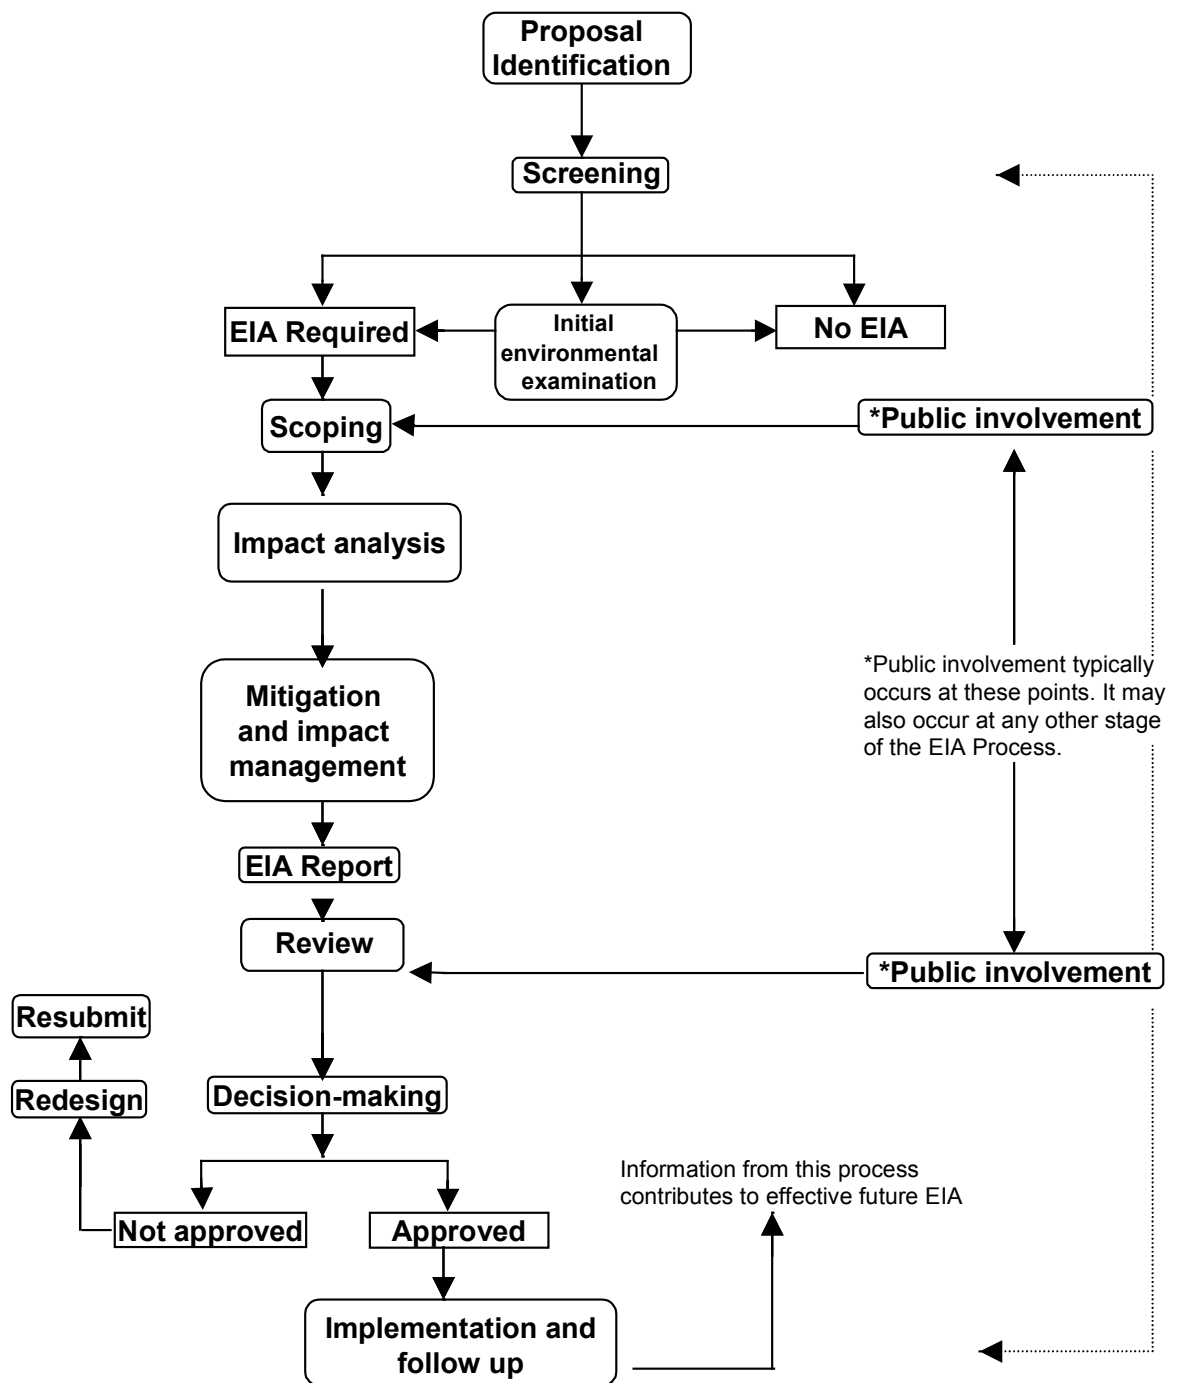 Proposal
Identification
Screening
EIA Required
Initial
environmental
examination
No EIA
Scoping
*Public involvement
Impact analysis
*Public involvement typically
occurs at these points. It may
also occur at any other stage
of the EIA Process.
Mitigation
and impact
management
EIA Report
Review
*Public involvement
Resubmit
Redesign
Decision-making
Information from this process
contributes to effective future EIA
Not approved
Approved
Implementation and
follow up